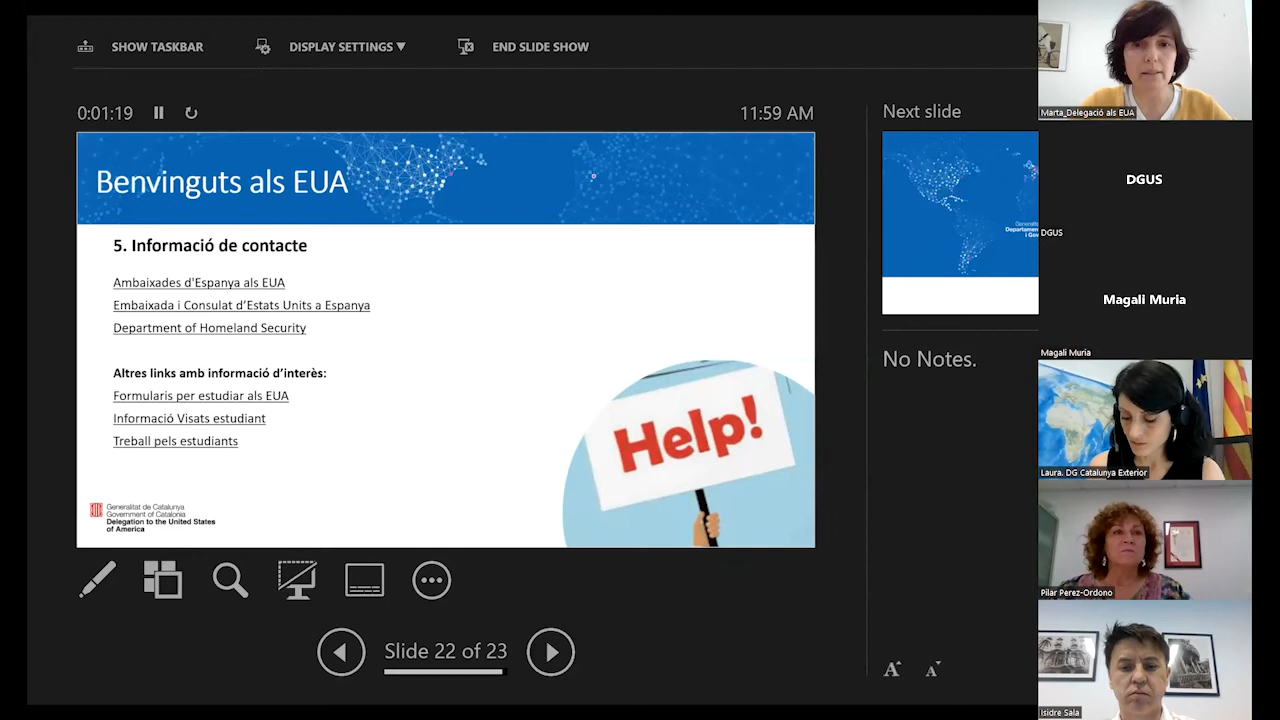 SHOW TASKBAR
DISPLAY SETTINGS ▼
END SLIDE SHOW
0:01:19
11:59 AM
Next slide
Benvinguts als EUA
5. Informació de contacte
Ambaixades d'Espanya als EUA
Embaixada i Consulat d’Estats Units a Espanya
Department of Homeland Security
Altres links amb informació d’interès:
Formularis per estudiar als EUA
Informació Visats estudiant
Treball pels estudiants
Help!
Generalitat de Catalunya
Government of Catalonia
Delegation to the United States
of America
Slide 22 of 23
Generalit
Departamen
i Gov
No Notes.
A A
Marta_Delegació als EUA
DGUS
DGUS
Magali Muria
Magali Muria
Laura. DG Catalunya Exterior
Pilar Perez-Ordono
Isidre Sala